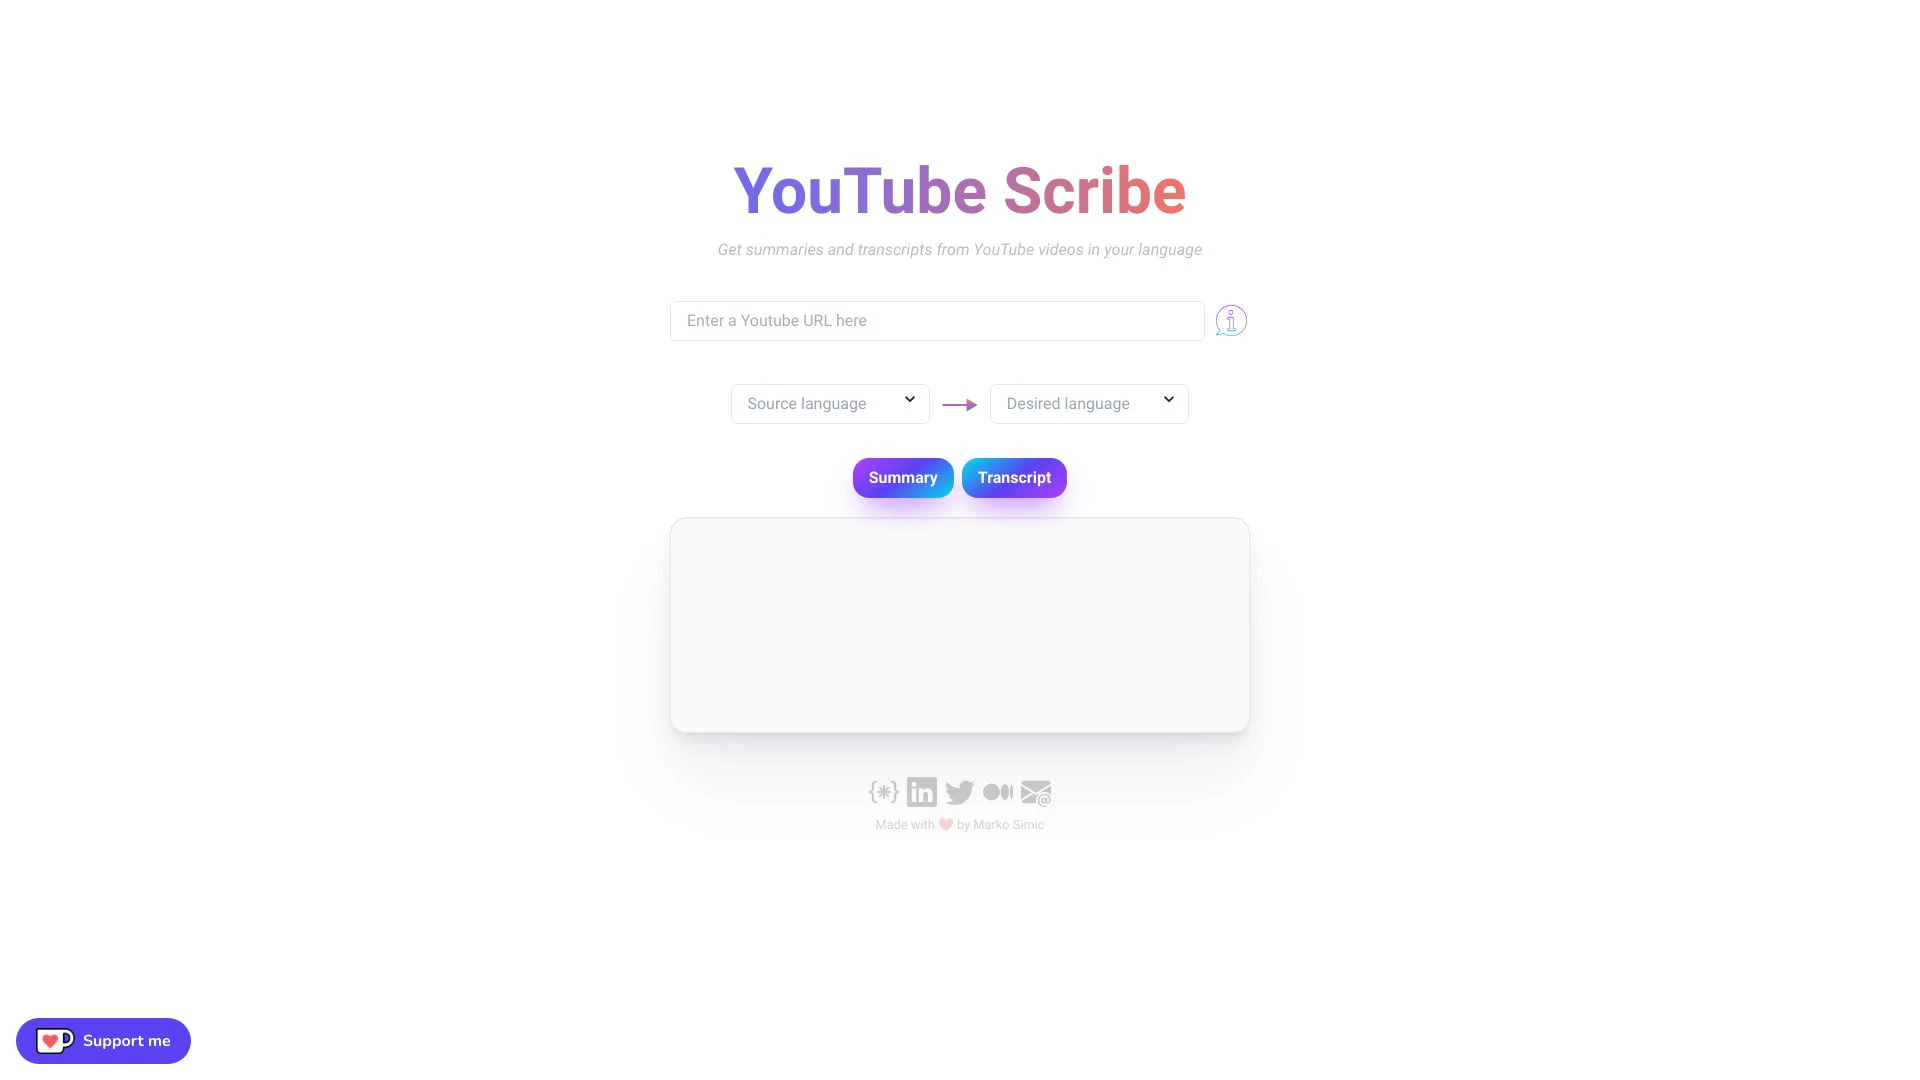 YouTube Scribe
Get summaries and transcripts from YouTube videos in your language
Enter a Youtube URL here
Source language
Desired language
Summary
Transcript
Made with ❤️ by Marko Simic
Support me